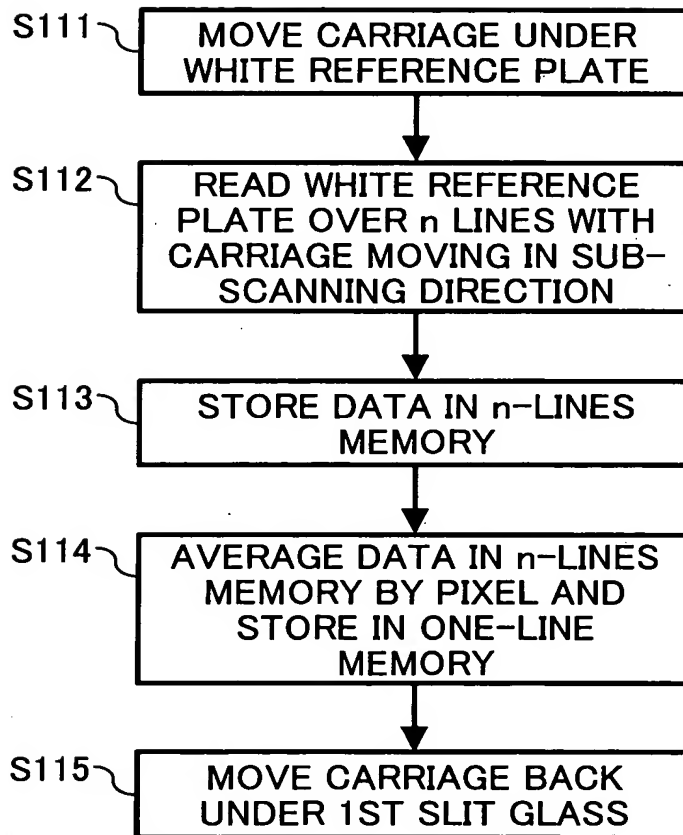 S111
MOVE CARRIAGE UNDER
WHITE REFERENCE PLATE
S112
READ WHITE REFERENCE
PLATE OVER n LINES WITH
CARRIAGE MOVING IN SUB-
SCANNING DIRECTION
S113
STORE DATA IN n-LINES
MEMORY
S114
AVERAGE DATA IN n-LINES
MEMORY BY PIXEL AND
STORE IN ONE-LINE
MEMORY
S115
MOVE CARRIAGE BACK
UNDER 1ST SLIT GLASS